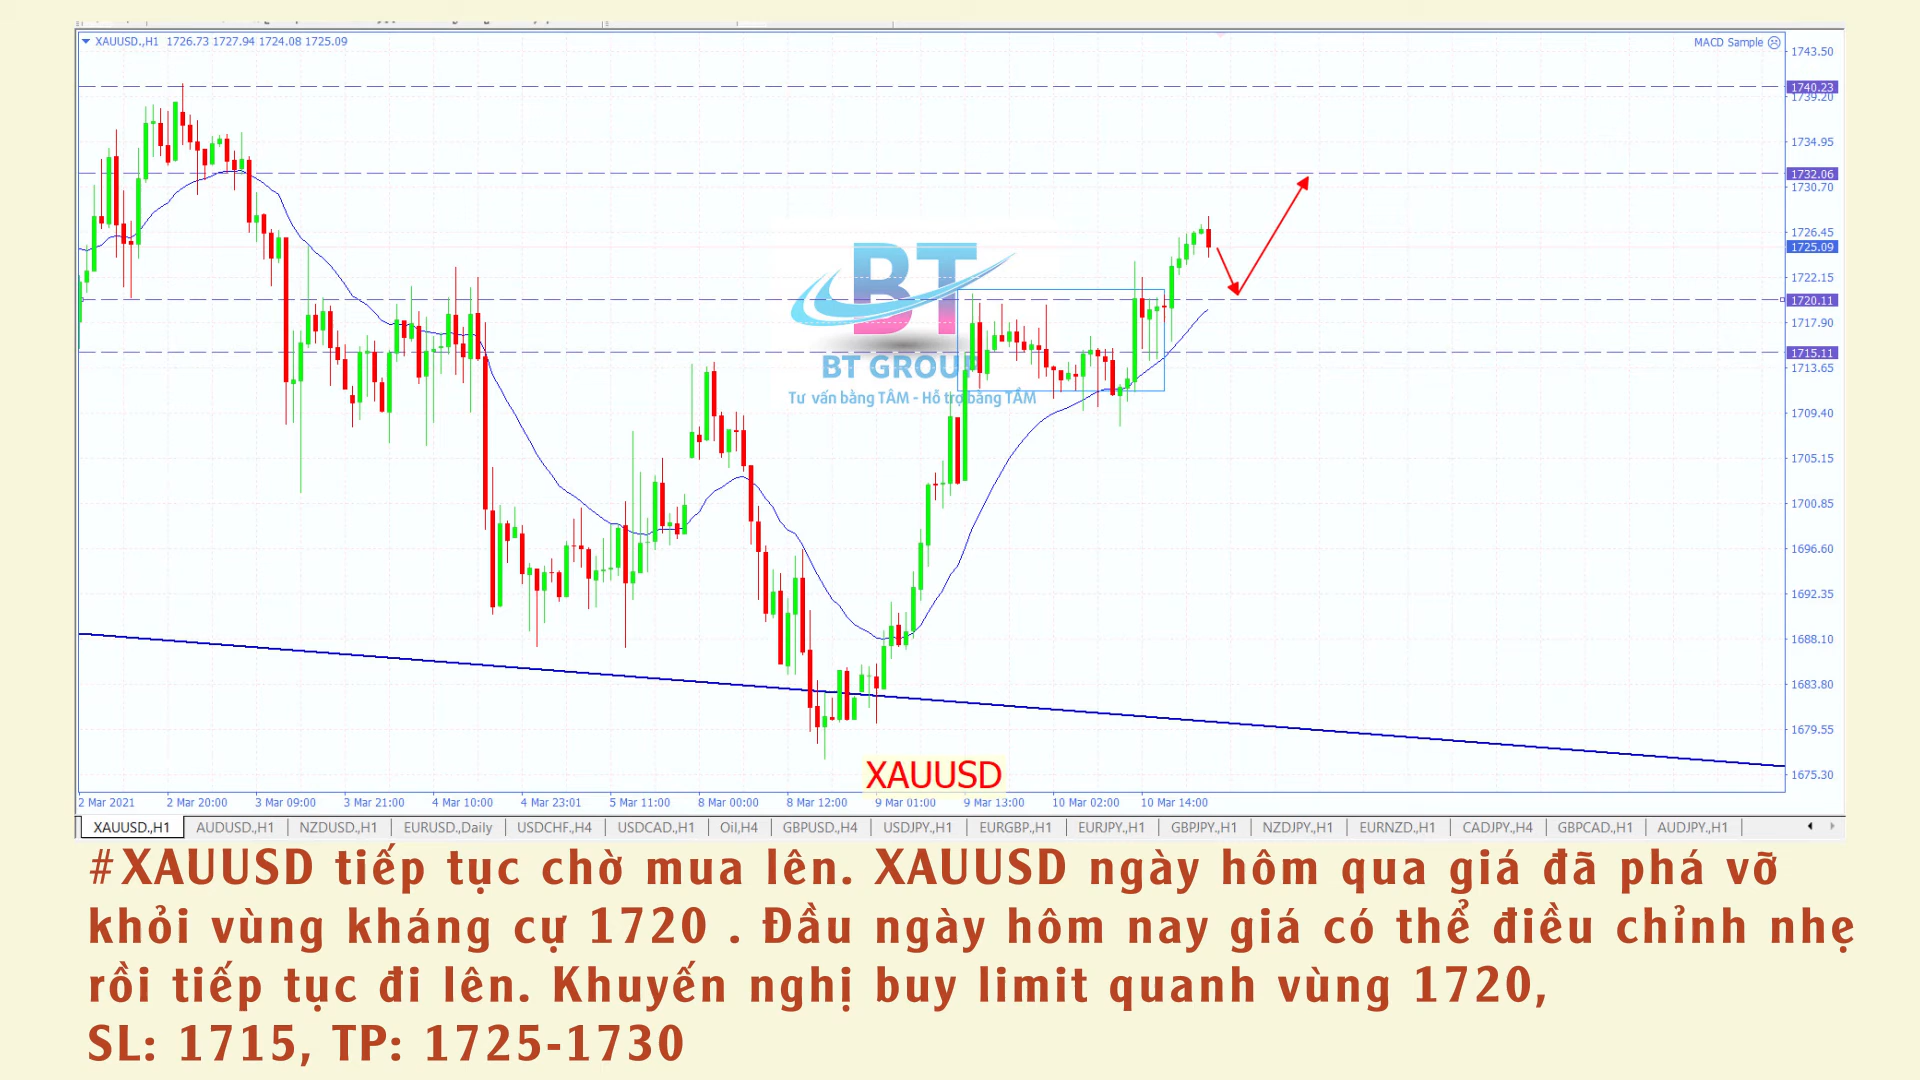 XAUUSD.,H1 1726.73 1727.94 1724.08 1725.09
MACD Sample
1743.50
1740.23
1739.20
1734.95
1732.06
1730.70
1726.45
1725.09
1722.15
1720.11
1717.90
1715.11
1713.65
1709.40
1705.15
1700.85
1696.60
1692.35
1688.10
1683.80
1679.55
1675.30
BT
BT GROUP
Tư vấn bằng TÂM - Hỗ trợ bằng TẦM
XAUUSD
2 Mar 2021 2 Mar 20:00 3 Mar 09:00 3 Mar 21:00 4 Mar 10:00 4 Mar 23:01 5 Mar 11:00 8 Mar 00:00 8 Mar 12:00 9 Mar 01:00 9 Mar 13:00 10 Mar 02:00 10 Mar 14:00
XAUUSD.,H1 AUDUSD.,H1 NZDUSD.,H1 EURUSD.,Daily USDCHF.,H4 USDCAD.,H1 Oil,H4 GBPUSD.,H4 USDJPY.,H1 EURGBP.,H1 EURJPY.,H1 GBPJPY.,H1 NZDJPY.,H1 EURNZD.,H1 CADJPY.,H4 GBPCAD.,H1 AUDJPY.,H1
#XAUUSD tiếp tục chờ mua lên. XAUUSD ngày hôm qua giá đã phá vỡ
khỏi vùng kháng cự 1720 . Đầu ngày hôm nay giá có thể điều chỉnh nhẹ
rồi tiếp tục đi lên. Khuyến nghị buy limit quanh vùng 1720,
SL: 1715, TP: 1725-1730